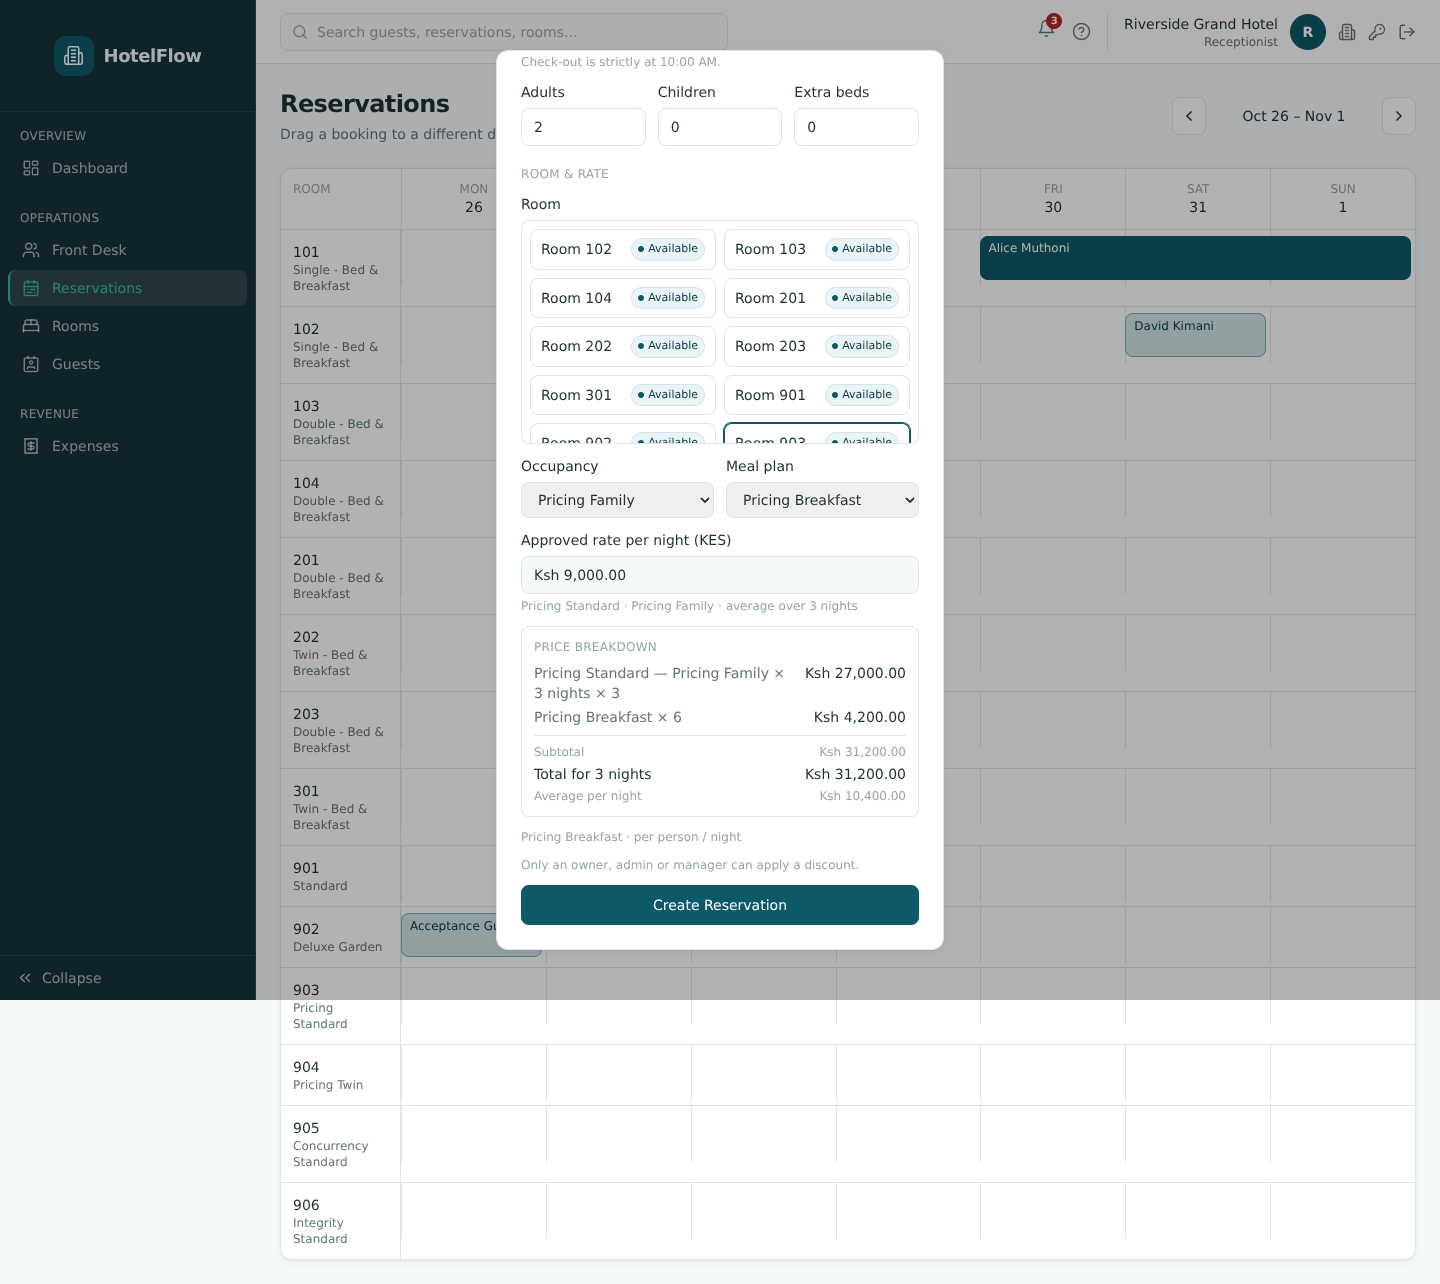 HotelFlow
OVERVIEW
Dashboard
OPERATIONS
Front Desk
Reservations
Rooms
Guests
REVENUE
Expenses
Collapse
Search guests, reservations, rooms...
3
Riverside Grand Hotel
Receptionist
R
Reservations
Drag a booking to a different d
Oct 26 – Nov 1
ROOM
MON
26
FRI
30
SAT
31
SUN
1
101
Single - Bed &
Breakfast
Alice Muthoni
102
Single - Bed &
Breakfast
David Kimani
103
Double - Bed &
Breakfast
104
Double - Bed &
Breakfast
201
Double - Bed &
Breakfast
202
Twin - Bed &
Breakfast
203
Double - Bed &
Breakfast
301
Twin - Bed &
Breakfast
901
Standard
902
Deluxe Garden
Acceptance Gu
903
Pricing
Standard
904
Pricing Twin
905
Concurrency
Standard
906
Integrity
Standard
Check-out is strictly at 10:00 AM.
Adults
Children
Extra beds
2
0
0
ROOM & RATE
Room
Room 102 Available
Room 103 Available
Room 104 Available
Room 201 Available
Room 202 Available
Room 203 Available
Room 301 Available
Room 901 Available
Room 902 Available
Room 903 Available
Occupancy
Meal plan
Pricing Family
Pricing Breakfast
Approved rate per night (KES)
Ksh 9,000.00
Pricing Standard · Pricing Family · average over 3 nights
PRICE BREAKDOWN
Pricing Standard — Pricing Family × Ksh 27,000.00
3 nights × 3
Pricing Breakfast × 6 Ksh 4,200.00
Subtotal Ksh 31,200.00
Total for 3 nights Ksh 31,200.00
Average per night Ksh 10,400.00
Pricing Breakfast · per person / night
Only an owner, admin or manager can apply a discount.
Create Reservation